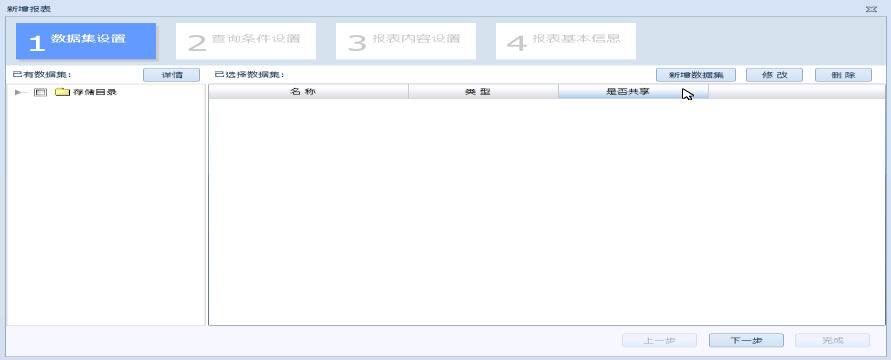 新增报表
1 数据集设置
2 查询条件设置
3 报表内容设置
4 报表基本信息
已有数据集: 详情 已选择数据集: 新增数据集 修 改 删 除
存储目录 名 称 类 型 是否共享
上一步 下一步 完成